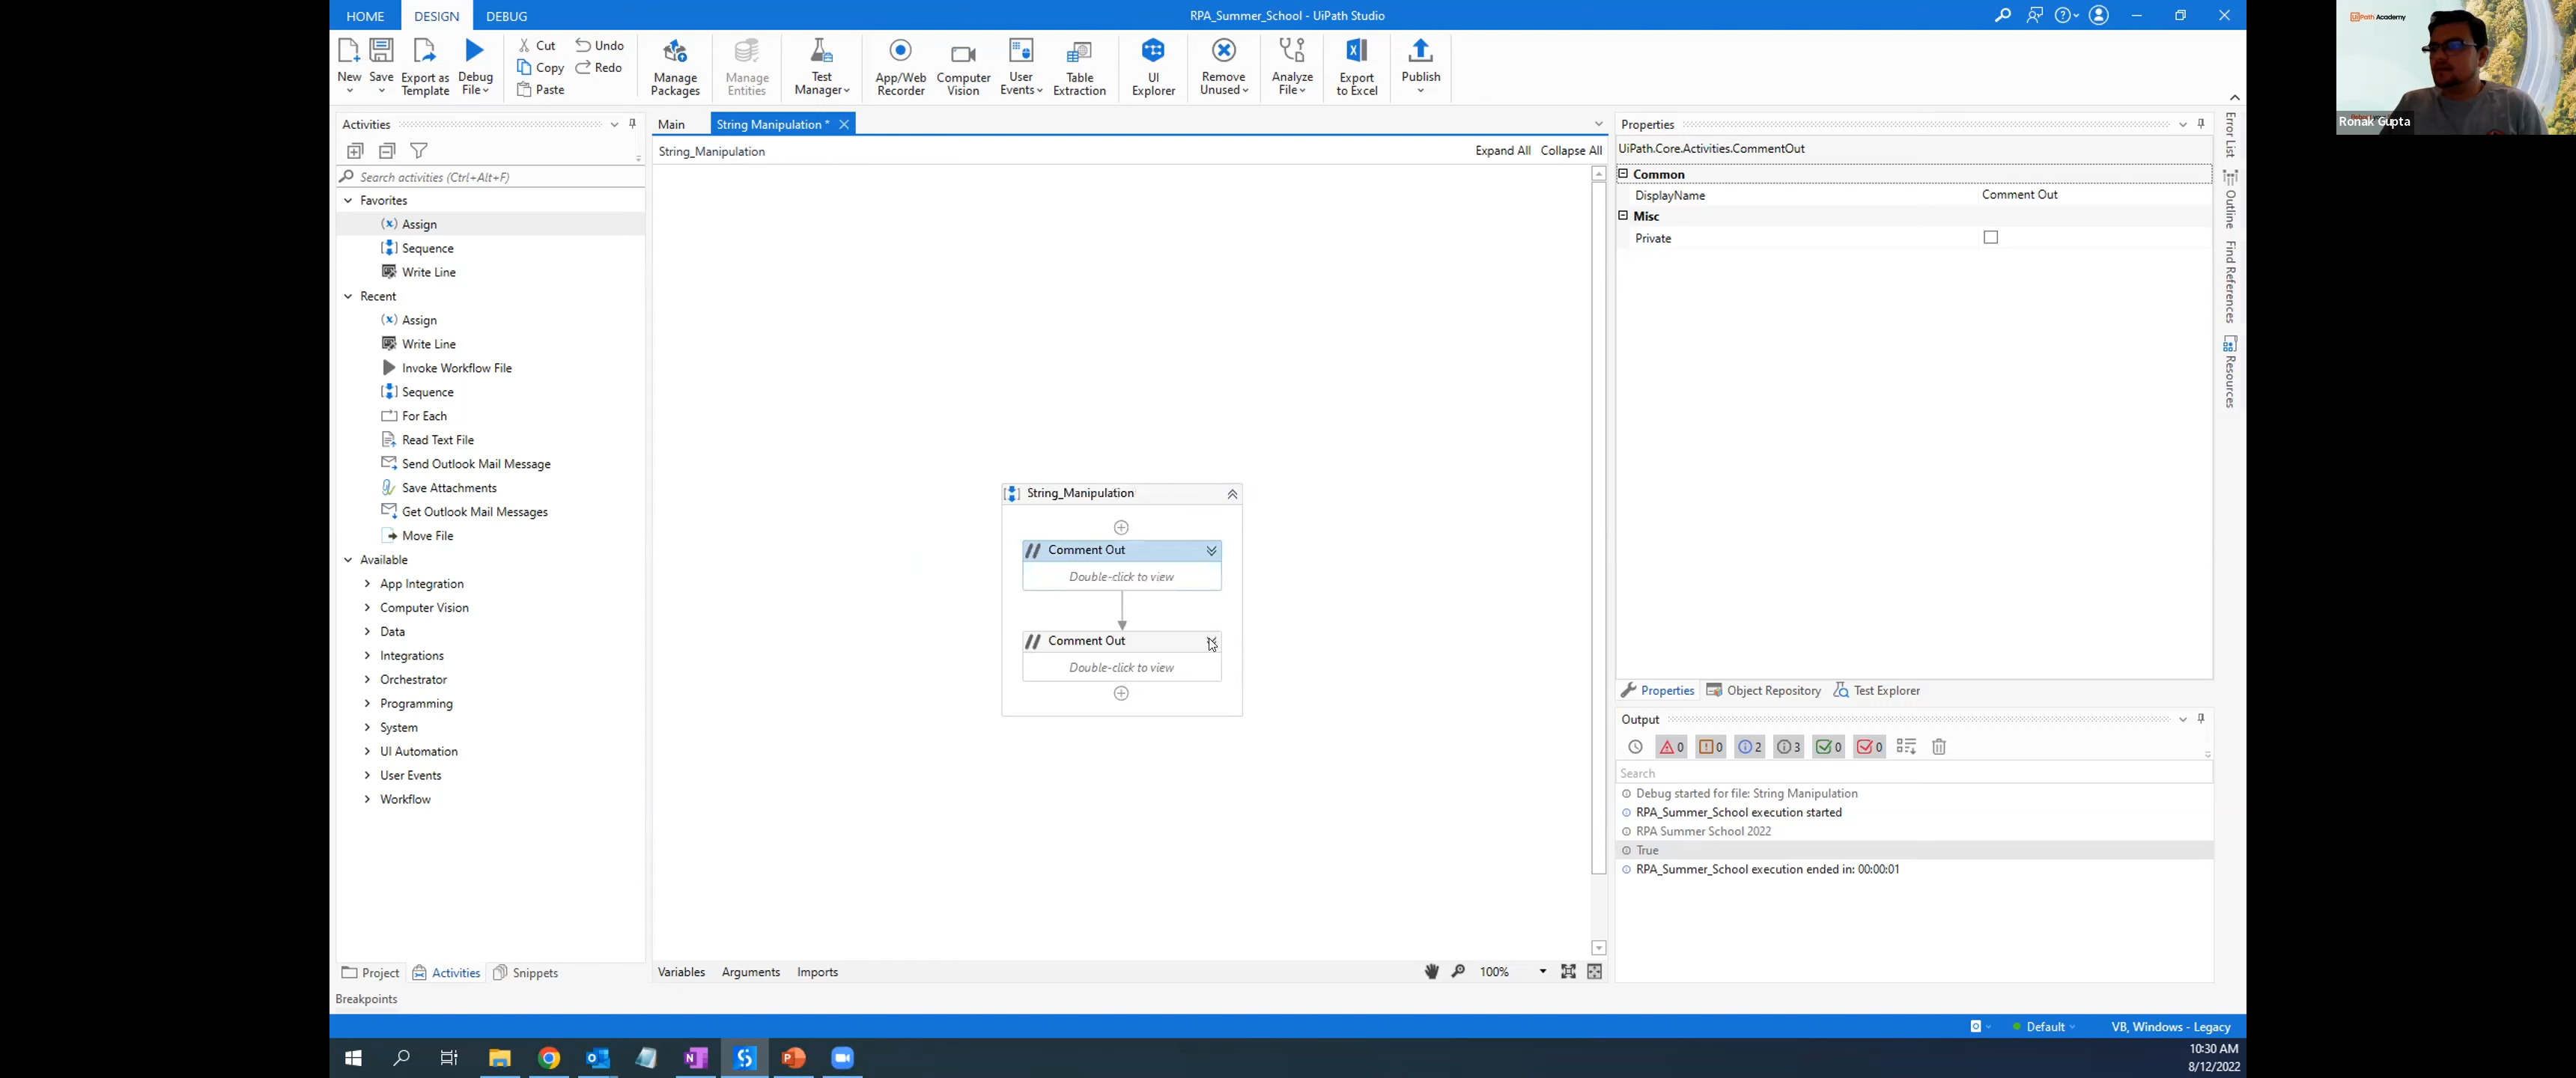 HOME DESIGN DEBUG
RPA_Summer_School - UiPath Studio
New
Save
Export as
Template
Debug
File
Cut
Copy
Paste
Undo
Redo
Manage
Packages
Manage
Entities
Test
Manager
App/Web
Recorder
Computer
Vision
User
Events
Table
Extraction
UI
Explorer
Remove
Unused
Analyze
File
Export
to Excel
Publish
Activities
Search activities (Ctrl+Alt+F)
Favorites
Assign
Sequence
Write Line
Recent
Assign
Write Line
Invoke Workflow File
Sequence
For Each
Read Text File
Send Outlook Mail Message
Save Attachments
Get Outlook Mail Messages
Move File
Available
App Integration
Computer Vision
Data
Integrations
Orchestrator
Programming
System
UI Automation
User Events
Workflow
Project Activities Snippets
Breakpoints
Main String Manipulation *
String_Manipulation
Expand All Collapse All
String_Manipulation
Comment Out
Double-click to view
Comment Out
Double-click to view
Variables Arguments Imports
100%
Properties
UiPath.Core.Activities.CommentOut
Common
DisplayName Comment Out
Misc
Private
Properties Object Repository Test Explorer
Output
0 0 2 3 0 0
Search
Debug started for file: String Manipulation
RPA_Summer_School execution started
RPA Summer School 2022
True
RPA_Summer_School execution ended in: 00:00:01
Error List
Outline
Find References
Resources
Default
VB, Windows - Legacy
10:30 AM
8/12/2022
UiPath Academy
Ronak Gupta